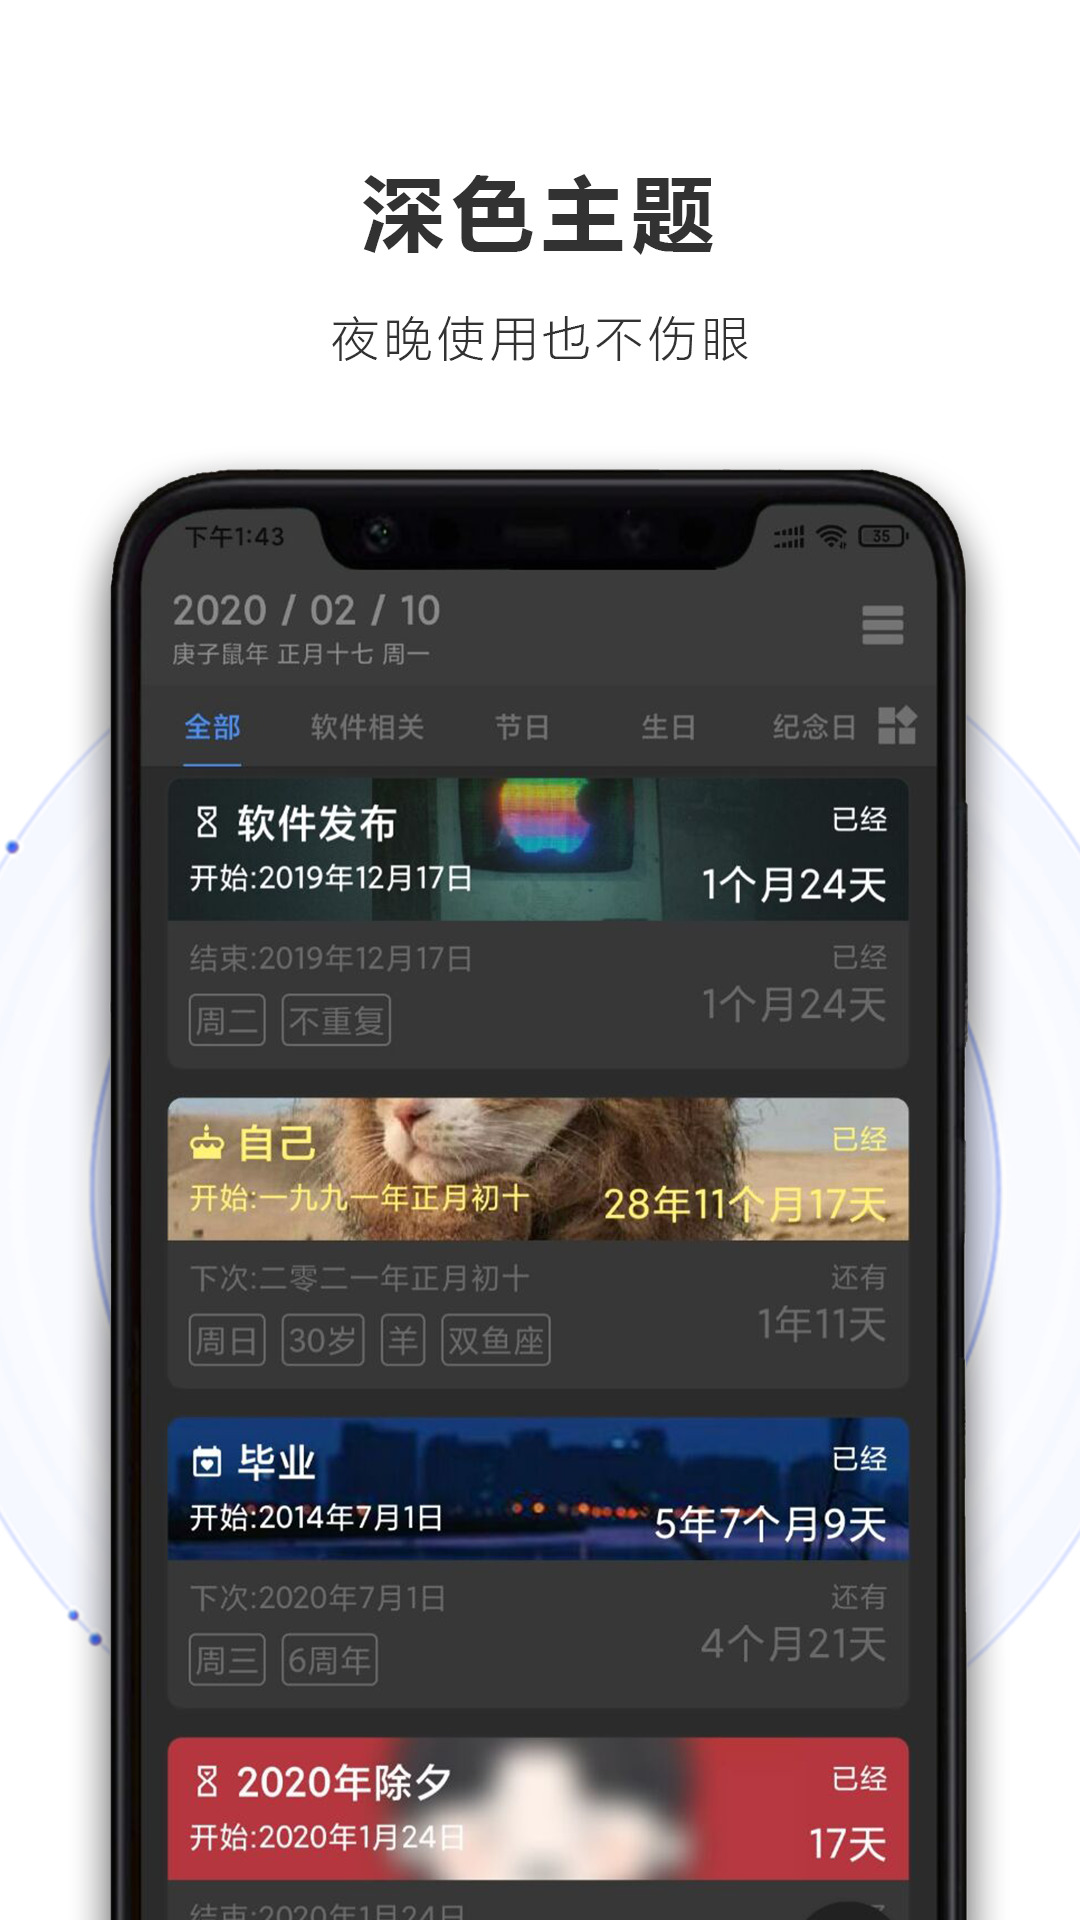 深色主题
夜晚使用也不伤眼
下午1:43
35
2020 / 02 / 10
庚子鼠年 正月十七 周一
全部 软件相关 节日 生日 纪念日
软件发布 已经
开始:2019年12月17日 1个月24天
结束:2019年12月17日 已经
周二 不重复 1个月24天
自己 已经
开始:一九九一年正月初十 28年11个月17天
下次:二零二一年正月初十 还有
周日 30岁 羊 双鱼座 1年11天
毕业 已经
开始:2014年7月1日 5年7个月9天
下次:2020年7月1日 还有
周三 6周年 4个月21天
2020年除夕 已经
开始:2020年1月24日 17天
结束:2020年1月24日